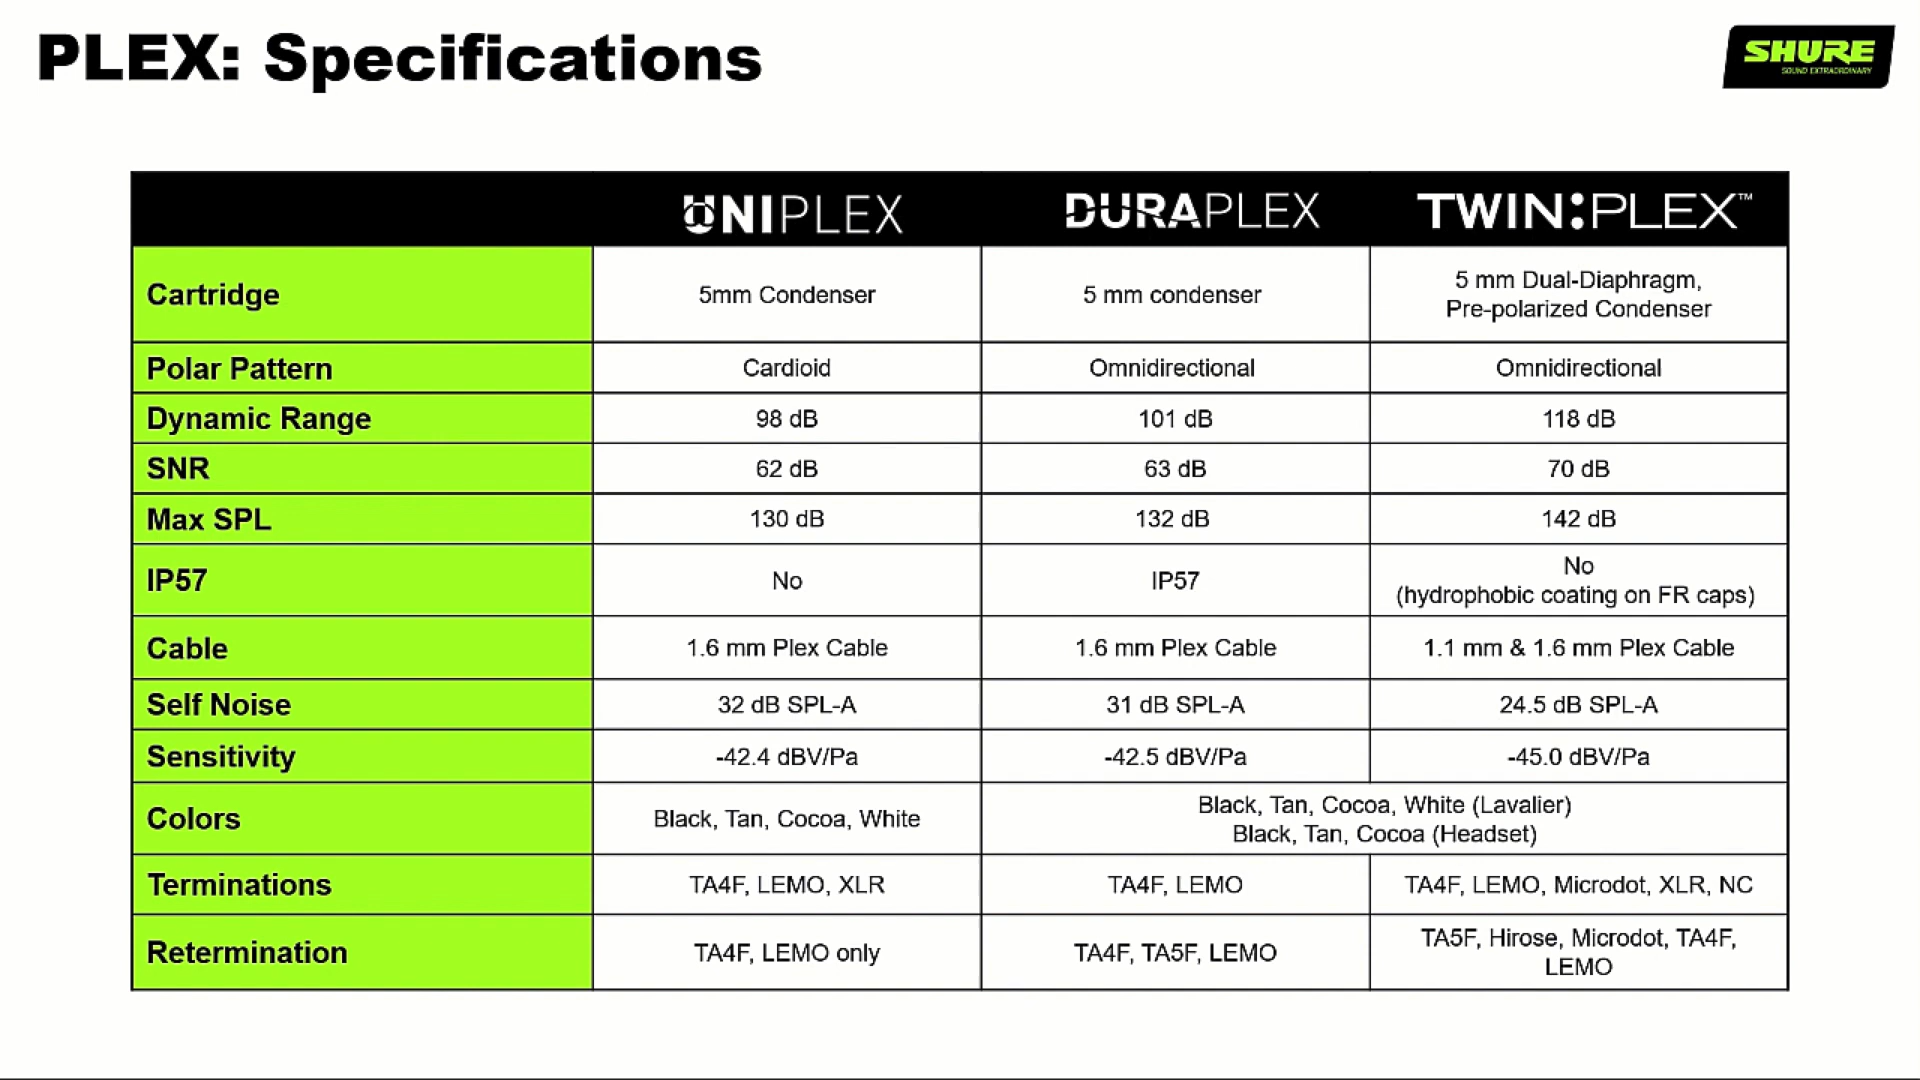 PLEX: Specifications
SHURE
SOUND EXTRAORDINARY
UNIPLEX DURAPLEX TWIN:PLEX™
Cartridge 5mm Condenser 5 mm condenser 5 mm Dual-Diaphragm,
Pre-polarized Condenser
Polar Pattern Cardioid Omnidirectional Omnidirectional
Dynamic Range 98 dB 101 dB 118 dB
SNR 62 dB 63 dB 70 dB
Max SPL 130 dB 132 dB 142 dB
IP57 No IP57 No
(hydrophobic coating on FR caps)
Cable 1.6 mm Plex Cable 1.6 mm Plex Cable 1.1 mm & 1.6 mm Plex Cable
Self Noise 32 dB SPL-A 31 dB SPL-A 24.5 dB SPL-A
Sensitivity -42.4 dBV/Pa -42.5 dBV/Pa -45.0 dBV/Pa
Colors Black, Tan, Cocoa, White Black, Tan, Cocoa, White (Lavalier)
Black, Tan, Cocoa (Headset)
Terminations TA4F, LEMO, XLR TA4F, LEMO TA4F, LEMO, Microdot, XLR, NC
Retermination TA4F, LEMO only TA4F, TA5F, LEMO TA5F, Hirose, Microdot, TA4F,
LEMO